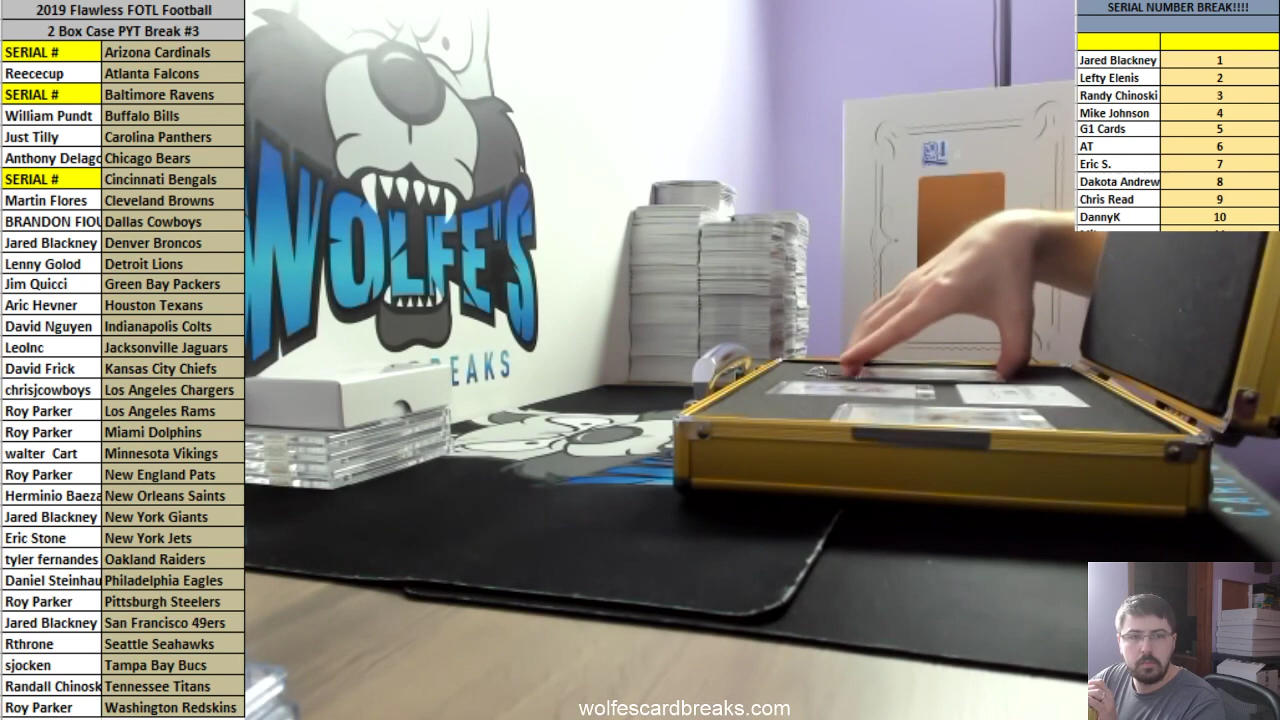 2019 Flawless FOTL Football
2 Box Case PYT Break #3
SERIAL # Arizona Cardinals
Reececup Atlanta Falcons
SERIAL # Baltimore Ravens
William Pundt Buffalo Bills
Just Tilly Carolina Panthers
Anthony Delago Chicago Bears
SERIAL # Cincinnati Bengals
Martin Flores Cleveland Browns
BRANDON FIOU Dallas Cowboys
Jared Blackney Denver Broncos
Lenny Golod Detroit Lions
Jim Quicci Green Bay Packers
Aric Hevner Houston Texans
David Nguyen Indianapolis Colts
LeoInc Jacksonville Jaguars
David Frick Kansas City Chiefs
chrisjcowboys Los Angeles Chargers
Roy Parker Los Angeles Rams
Roy Parker Miami Dolphins
walter Cart Minnesota Vikings
Roy Parker New England Pats
Herminio Baeza New Orleans Saints
Jared Blackney New York Giants
Eric Stone New York Jets
tyler fernandes Oakland Raiders
Daniel Steinhau Philadelphia Eagles
Roy Parker Pittsburgh Steelers
Jared Blackney San Francisco 49ers
Rthrone Seattle Seahawks
sjocken Tampa Bay Bucs
Randall Chinosk Tennessee Titans
Roy Parker Washington Redskins
WOLFE'S
EAKS
SERIAL NUMBER BREAK!!!!
Jared Blackney 1
Lefty Elenis 2
Randy Chinoski 3
Mike Johnson 4
G1 Cards 5
AT 6
Eric S. 7
Dakota Andrew 8
Chris Read 9
DannyK 10
wolfescardbreaks.com